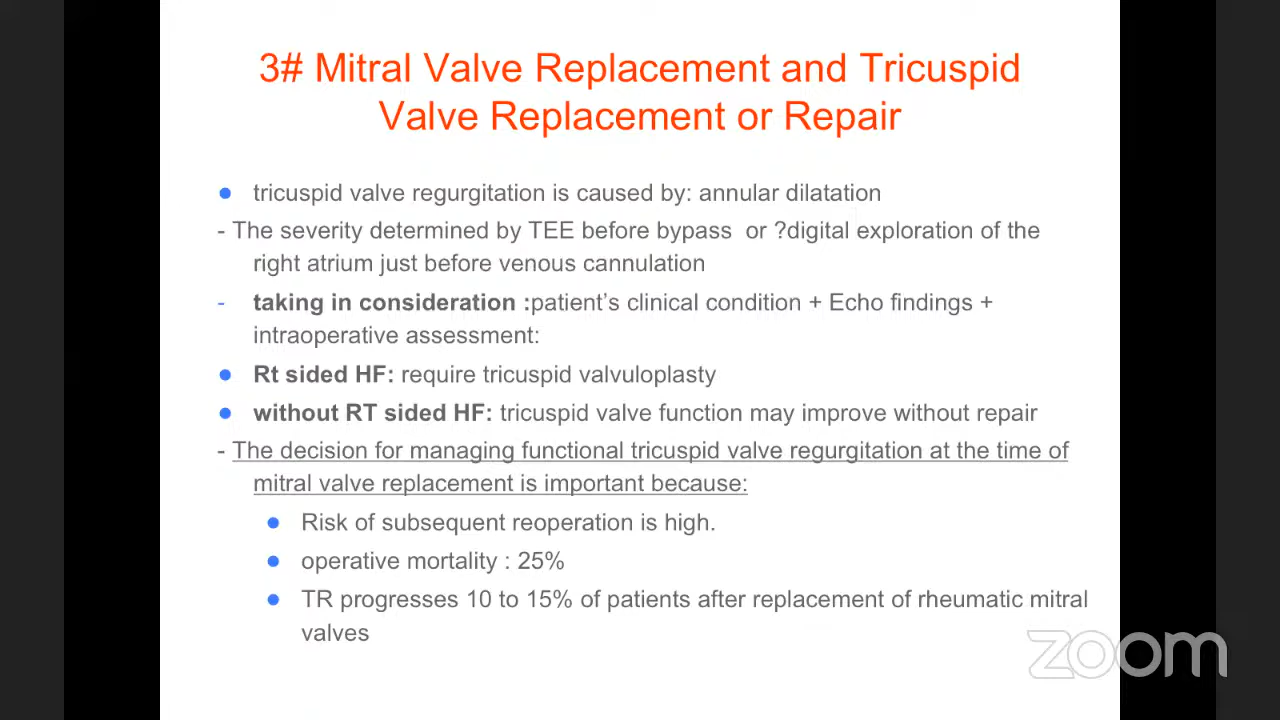 3# Mitral Valve Replacement and Tricuspid
Valve Replacement or Repair
● tricuspid valve regurgitation is caused by: annular dilatation
- The severity determined by TEE before bypass or ?digital exploration of the
right atrium just before venous cannulation
- taking in consideration :patient’s clinical condition + Echo findings +
intraoperative assessment:
● Rt sided HF: require tricuspid valvuloplasty
● without RT sided HF: tricuspid valve function may improve without repair
- The decision for managing functional tricuspid valve regurgitation at the time of
mitral valve replacement is important because:
● Risk of subsequent reoperation is high.
● operative mortality : 25%
● TR progresses 10 to 15% of patients after replacement of rheumatic mitral
valves
zoom